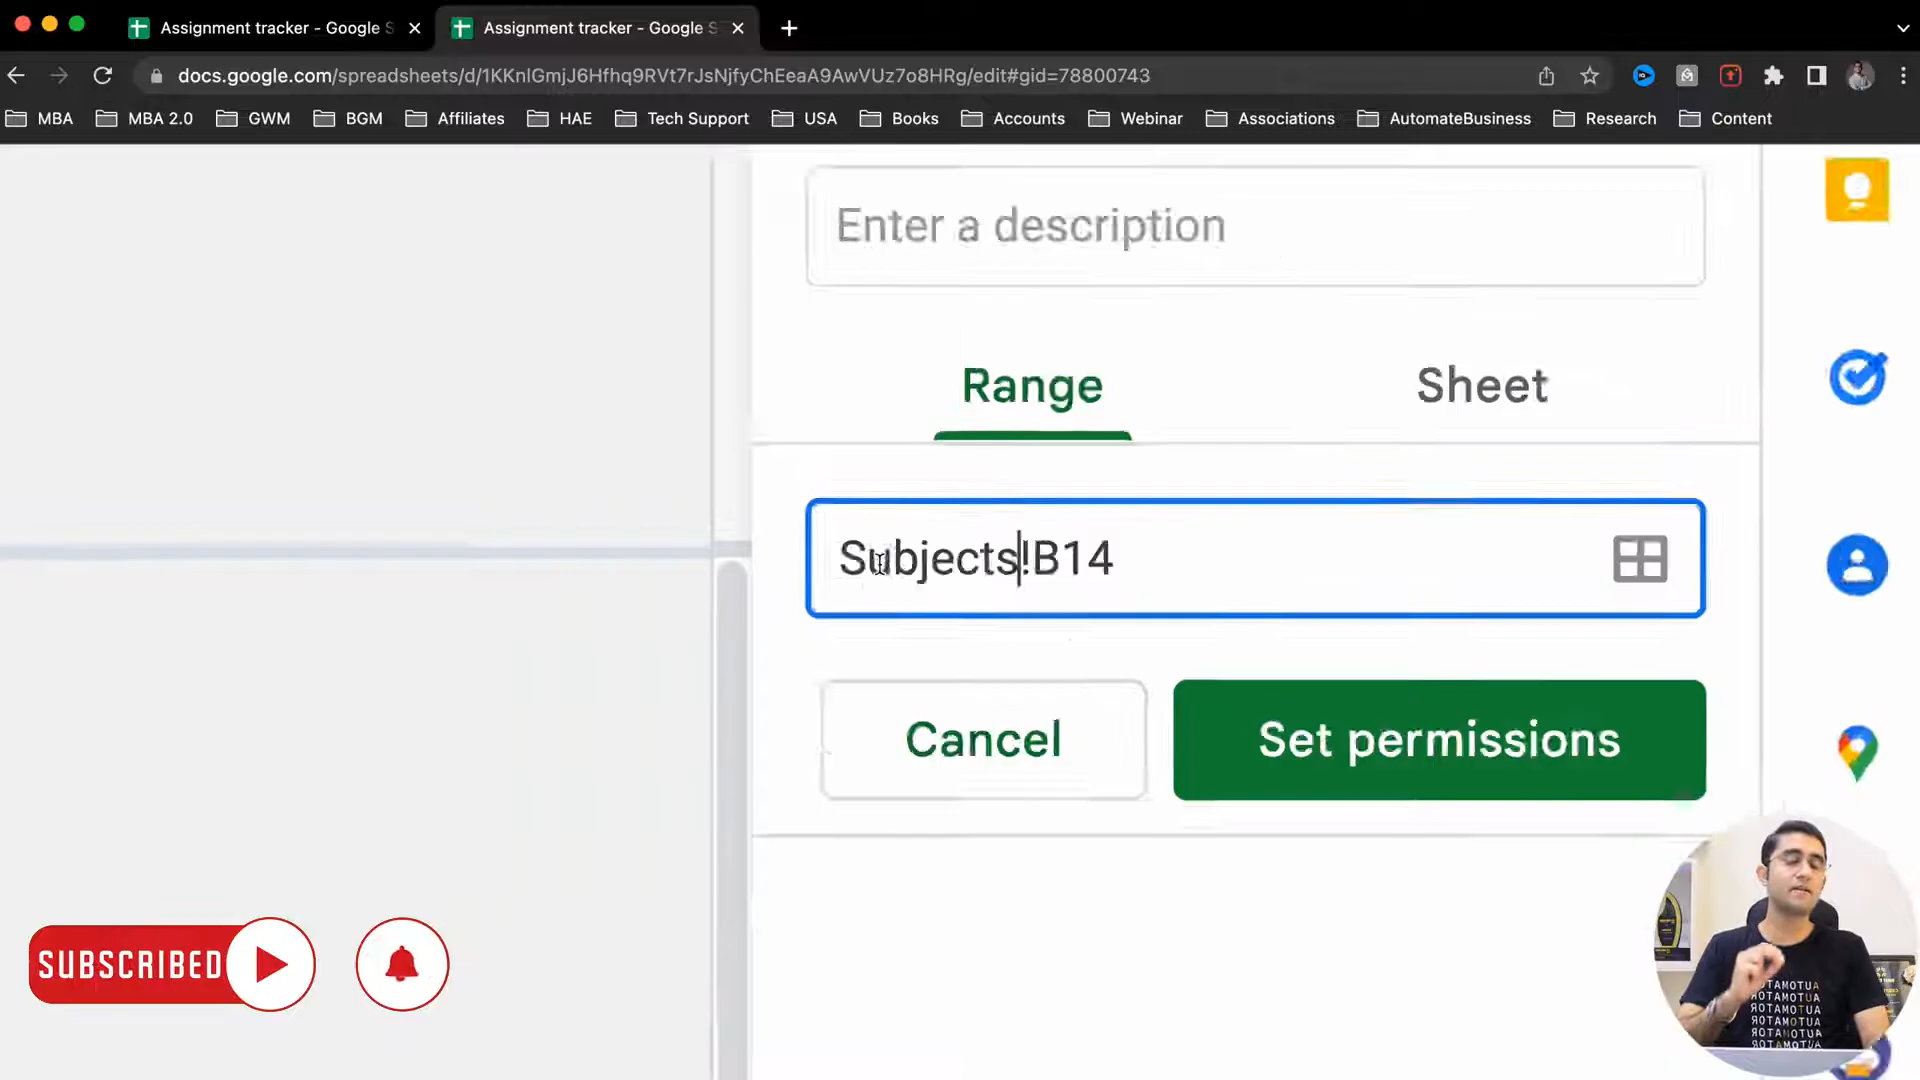 Assignment tracker - Google S
Assignment tracker - Google S
docs.google.com/spreadsheets/d/1KKnlGmjJ6Hfhq9RVt7rJsNjfyChEeaA9AwVUz7o8HRg/edit#gid=78800743
MBA
MBA 2.0
GWM
BGM
Affiliates
HAE
Tech Support
USA
Books
Accounts
Webinar
Associations
AutomateBusiness
Research
Content
Enter a description
Range
Sheet
Subjects!B14
Cancel
Set permissions
SUBSCRIBED